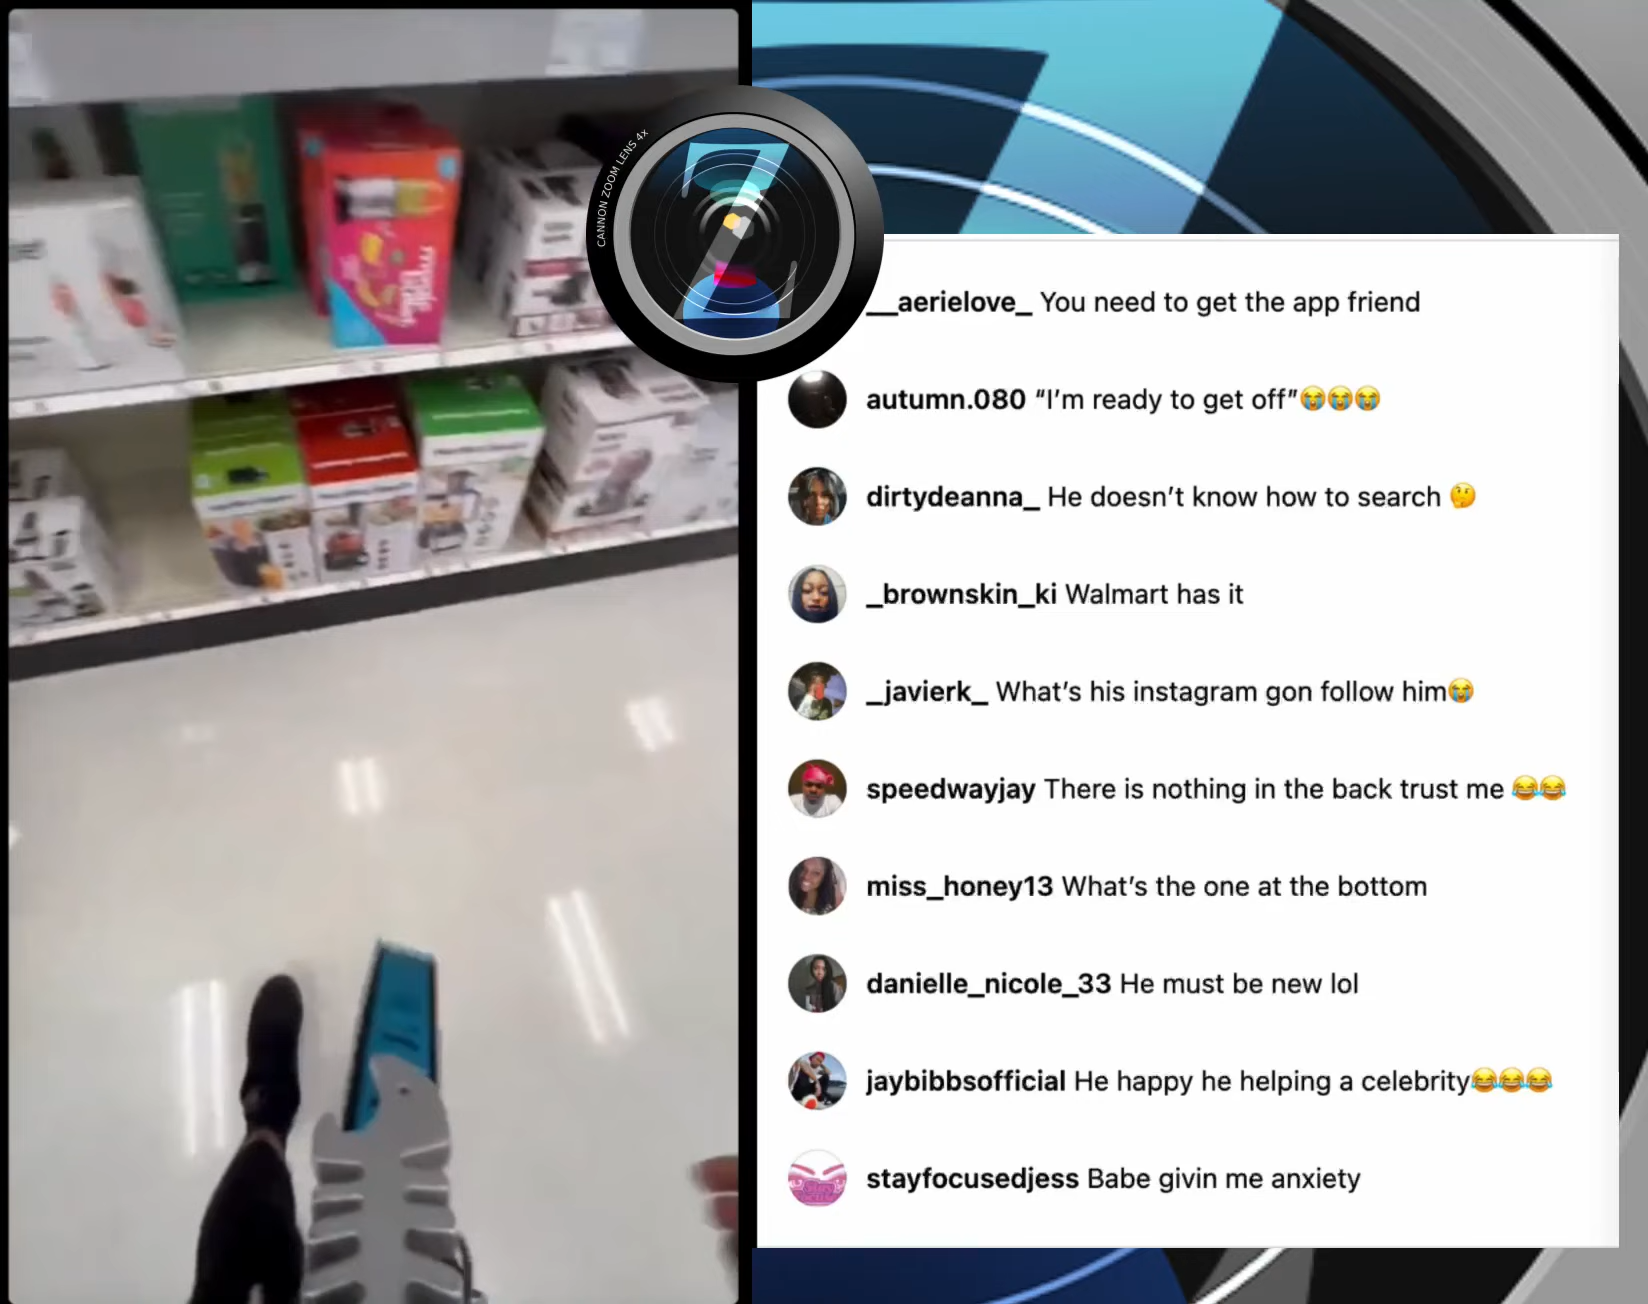 CANNON ZOOM LENS 4x
__aerielove_ You need to get the app friend
autumn.080 “I’m ready to get off”😭😭😭
dirtydeanna_ He doesn’t know how to search 🤔
_brownskin_ki Walmart has it
_javierk_ What’s his instagram gon follow him😭
speedwayjay There is nothing in the back trust me 😂😂
miss_honey13 What’s the one at the bottom
danielle_nicole_33 He must be new lol
jaybibbsofficial He happy he helping a celebrity😂😂😂
stayfocusedjess Babe givin me anxiety